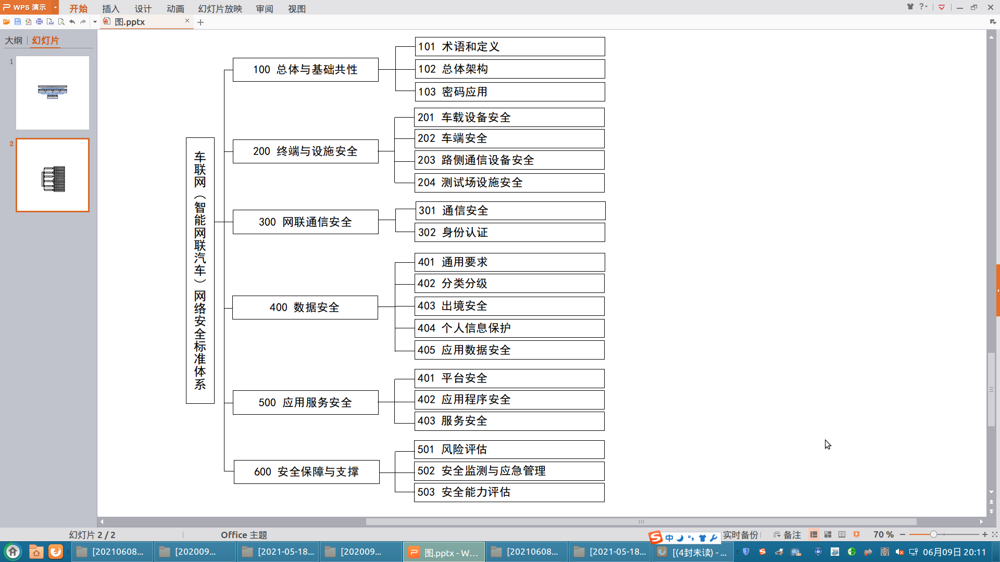 WPS 演示
开始 插入 设计 动画 幻灯片放映 审阅 视图
图.pptx
大纲 幻灯片
1
2
车联网（智能网联汽车）网络安全标准体系
100 总体与基础共性
101 术语和定义
102 总体架构
103 密码应用
200 终端与设施安全
201 车载设备安全
202 车端安全
203 路侧通信设备安全
204 测试场设施安全
300 网联通信安全
301 通信安全
302 身份认证
400 数据安全
401 通用要求
402 分类分级
403 出境安全
404 个人信息保护
405 应用数据安全
500 应用服务安全
401 平台安全
402 应用程序安全
403 服务安全
600 安全保障与支撑
501 风险评估
502 安全监测与应急管理
503 安全能力评估
幻灯片 2 / 2 Office 主题 中 实时备份 备注 70 %
[20210608... [202009... [2021-05-18... [202009... 图.pptx - W... [20210608... [2021-05-18... [(4封未读) - ... 06月09日 20:11